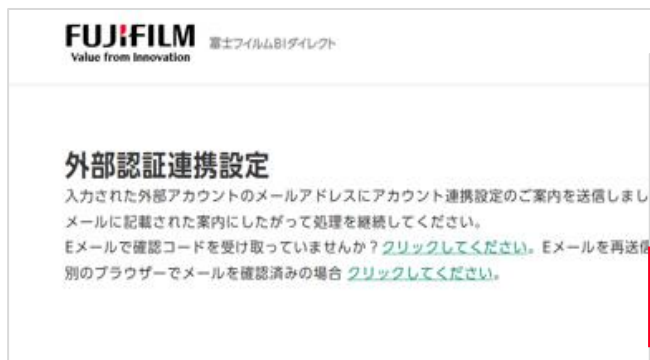 FUJIFILM
Value from Innovation
富士フイルムBIダイレクト
外部認証連携設定
入力された外部アカウントのメールアドレスにアカウント連携設定のご案内を送信しまし
メールに記載された案内にしたがって処理を継続してください。
Eメールで確認コードを受け取っていませんか？クリックしてください。Eメールを再送信
別のブラウザーでメールを確認済みの場合 クリックしてください。